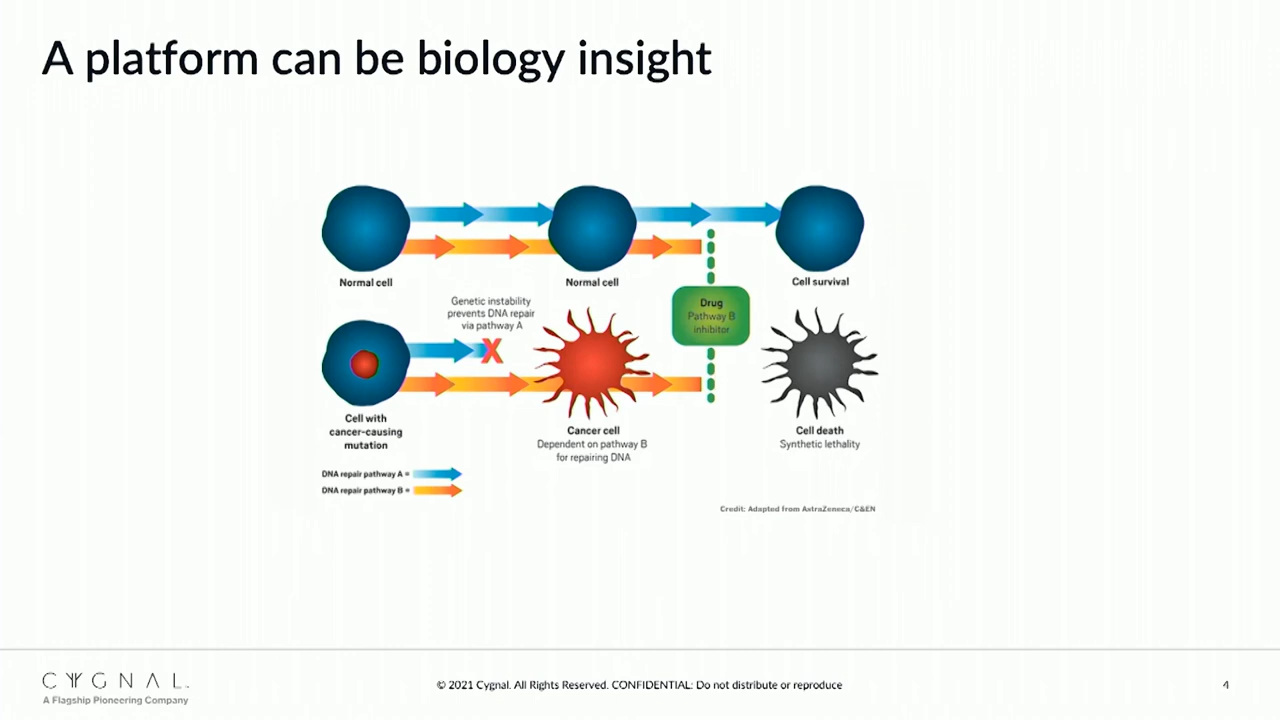 A platform can be biology insight
Normal cell
Normal cell
Cell survival
Genetic instability
prevents DNA repair
via pathway A
X
Drug
Pathway B
inhibitor
Cell with
cancer-causing
mutation
Cancer cell
Dependent on pathway B
for repairing DNA
Cell death
Synthetic lethality
DNA repair pathway A =
DNA repair pathway B =
Credit: Adapted from AstraZeneca/C&EN
CYGNAL™
A Flagship Pioneering Company
© 2021 Cygnal. All Rights Reserved. CONFIDENTIAL: Do not distribute or reproduce
4